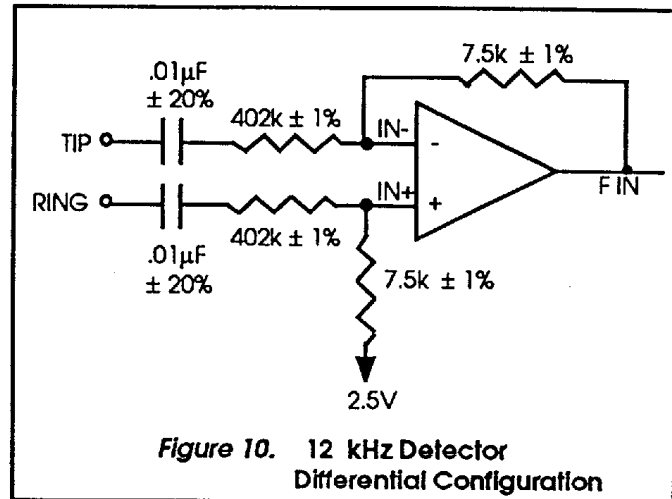 7.5k ± 1%
.01µF
± 20%
402k ± 1%
IN-
-
TIP
F IN
RING
IN+
+
402k ± 1%
.01µF
± 20%
7.5k ± 1%
2.5V
Figure 10. 12 kHz Detector
Differential Configuration